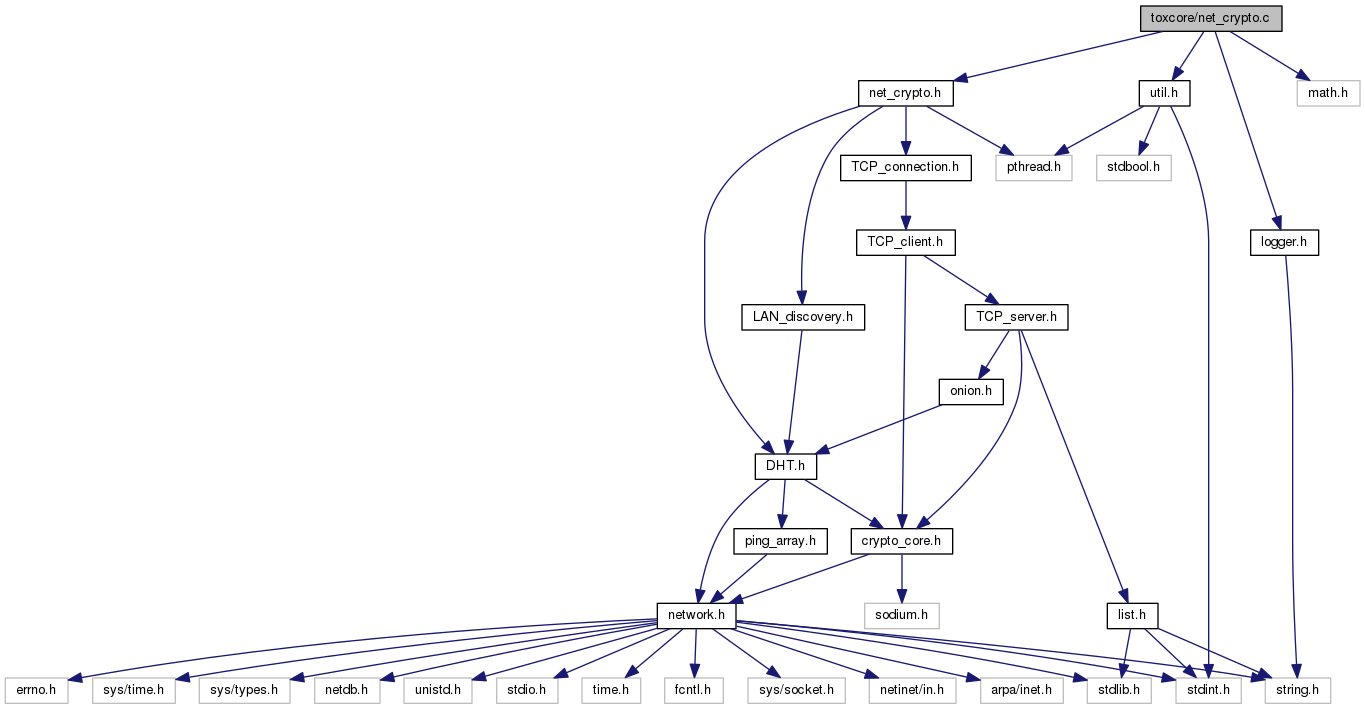 toxcore/net_crypto.c
net_crypto.h
util.h
math.h
TCP_connection.h
pthread.h
stdbool.h
TCP_client.h
logger.h
LAN_discovery.h
TCP_server.h
onion.h
DHT.h
ping_array.h
crypto_core.h
network.h
sodium.h
list.h
errno.h
sys/time.h
sys/types.h
netdb.h
unistd.h
stdio.h
time.h
fcntl.h
sys/socket.h
netinet/in.h
arpa/inet.h
stdlib.h
stdint.h
string.h